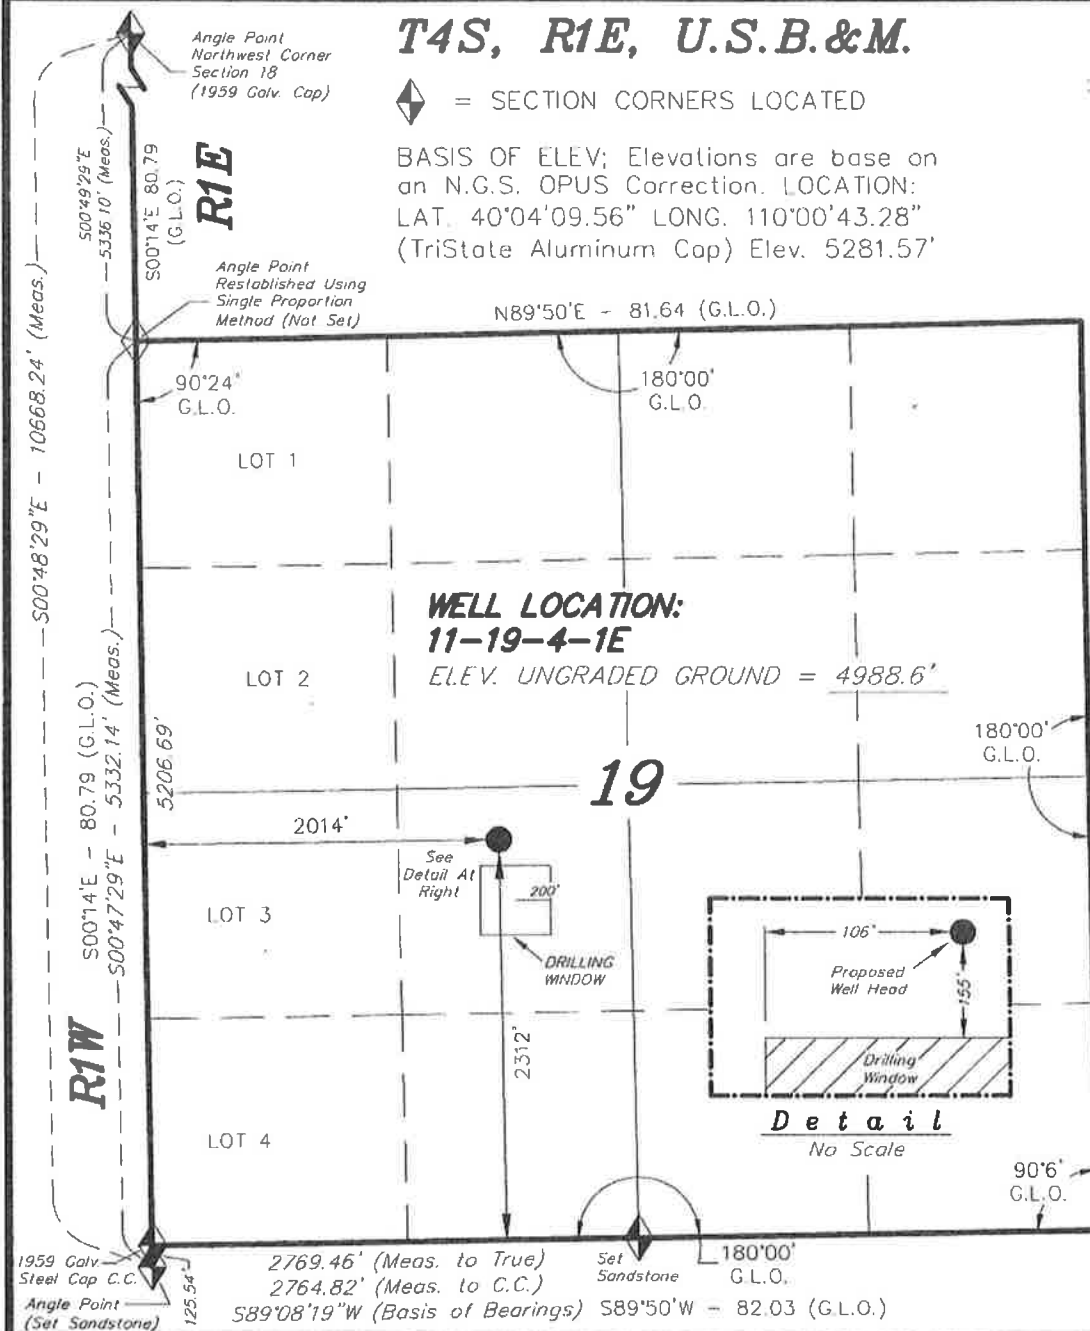 T4S, R1E, U.S.B.&M.
= SECTION CORNERS LOCATED
BASIS OF ELEV; Elevations are base on
an N.G.S. OPUS Correction. LOCATION:
LAT. 40°04'09.56" LONG. 110°00'43.28"
(TriState Aluminum Cap) Elev. 5281.57'
Angle Point
Northwest Corner
Section 18
(1959 Galv. Cap)
S00°49'29"E
5336.10' (Meas.)
S00°14'E 80.79
(G.L.O.)
R1E
Angle Point
Restablished Using
Single Proportion
Method (Not Set)
N89°50'E - 81.64 (G.L.O.)
S00°48'29"E - 10668.24' (Meas.)
90°24'
G.L.O.
180°00'
G.L.O.
LOT 1
WELL LOCATION:
11-19-4-1E
ELEV. UNGRADED GROUND = 4988.6'
LOT 2
180°00'
G.L.O.
S00°14'E - 80.79 (G.L.O.)
S00°47'29"E - 5332.14' (Meas.)
5206.69'
19
2014'
See
Detail At
Right
200'
LOT 3
DRILLING
WINDOW
106'
Proposed
Well Head
155'
Drilling
Window
Detail
No Scale
R1W
2312'
LOT 4
90°6'
G.L.O.
1959 Galv.
Steel Cap C.C.
Angle Point
(Set Sandstone)
125.54'
2769.46' (Meas. to True)
2764.82' (Meas. to C.C.)
S89°08'19"W (Basis of Bearings)
Set
Sandstone
180°00'
G.L.O.
S89°50'W - 82.03 (G.L.O.)